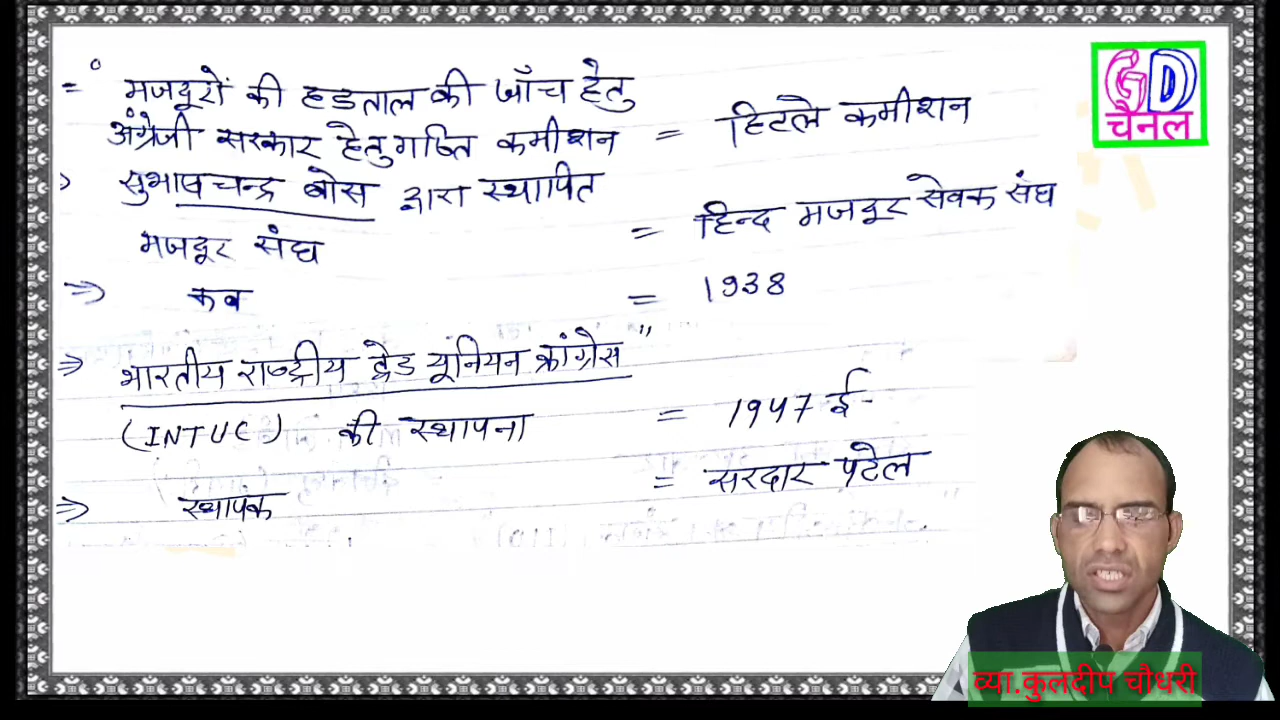 = ° मजदूरों की हडताल की जाँच हेतु
अंग्रेजी सरकार हेतु गठित कमीशन = हिटले कमीशन
सुभाषचन्द्र बोस द्वारा स्थापित
मजदूर संघ = हिन्द मजदूर सेवक संघ
⇒ कब = 1938
⇒ भारतीय राष्ट्रीय ट्रेड यूनियन कांग्रेस"
(INTUC) की स्थापना = 1947 ई-
⇒ स्थापक = सरदार पटेल
GD
चैनल
व्या.कुलदीप चौधरी